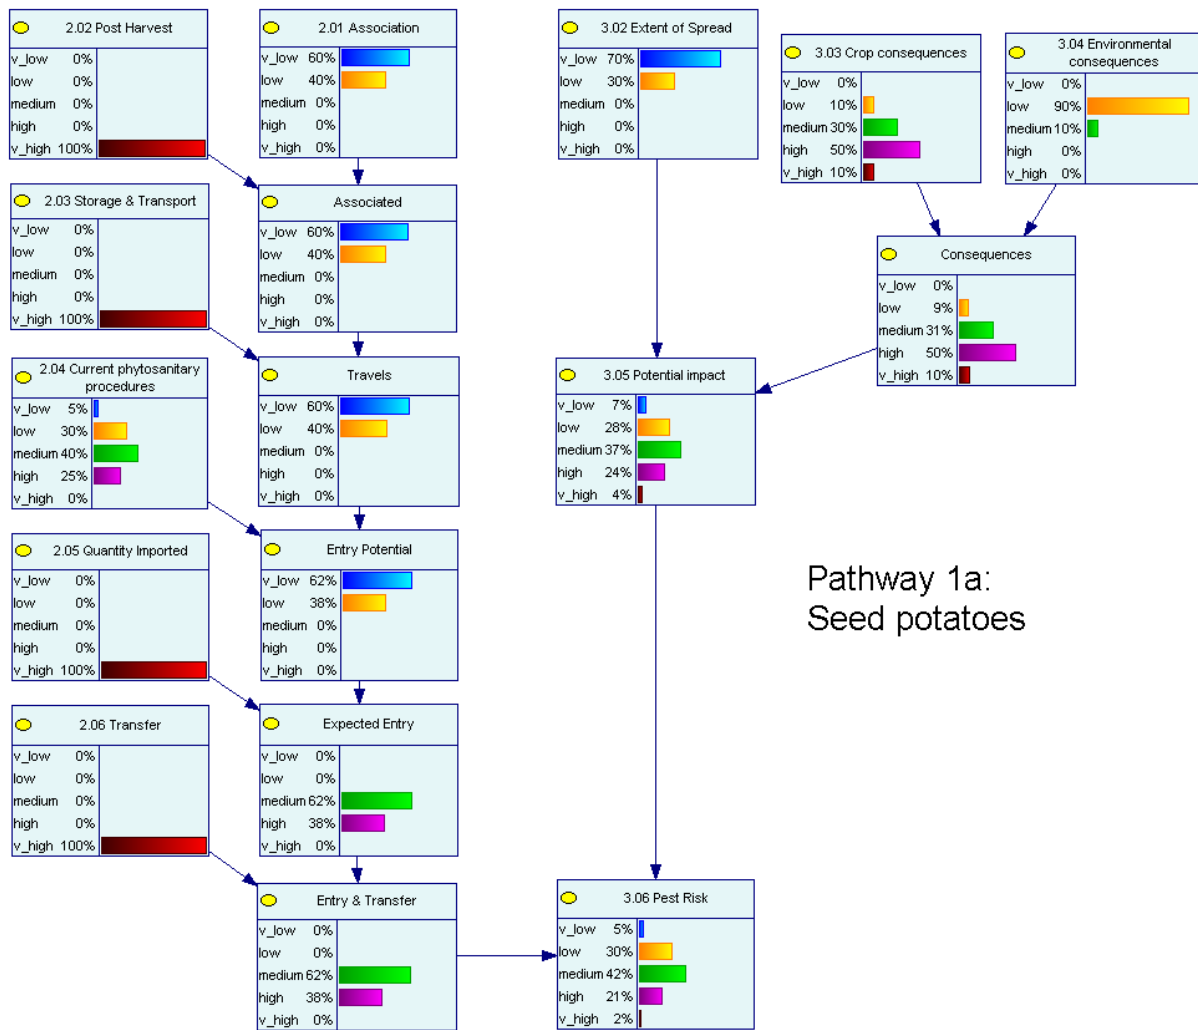 2.02 Post Harvest
v_low 0%
low 0%
medium 0%
high 0%
v_high 100%
2.01 Association
v_low 60%
low 40%
medium 0%
high 0%
v_high 0%
3.02 Extent of Spread
v_low 70%
low 30%
medium 0%
high 0%
v_high 0%
3.03 Crop consequences
v_low 0%
low 10%
medium 30%
high 50%
v_high 10%
3.04 Environmental
consequences
v_low 0%
low 90%
medium 10%
high 0%
v_high 0%
2.03 Storage & Transport
v_low 0%
low 0%
medium 0%
high 0%
v_high 100%
Associated
v_low 60%
low 40%
medium 0%
high 0%
v_high 0%
Consequences
v_low 0%
low 9%
medium 31%
high 50%
v_high 10%
2.04 Current phytosanitary
procedures
v_low 5%
low 30%
medium 40%
high 25%
v_high 0%
Travels
v_low 60%
low 40%
medium 0%
high 0%
v_high 0%
3.05 Potential impact
v_low 7%
low 28%
medium 37%
high 24%
v_high 4%
2.05 Quantity Imported
v_low 0%
low 0%
medium 0%
high 0%
v_high 100%
Entry Potential
v_low 62%
low 38%
medium 0%
high 0%
v_high 0%
Pathway 1a:
Seed potatoes
2.06 Transfer
v_low 0%
low 0%
medium 0%
high 0%
v_high 100%
Expected Entry
v_low 0%
low 0%
medium 62%
high 38%
v_high 0%
Entry & Transfer
v_low 0%
low 0%
medium 62%
high 38%
v_high 0%
3.06 Pest Risk
v_low 5%
low 30%
medium 42%
high 21%
v_high 2%